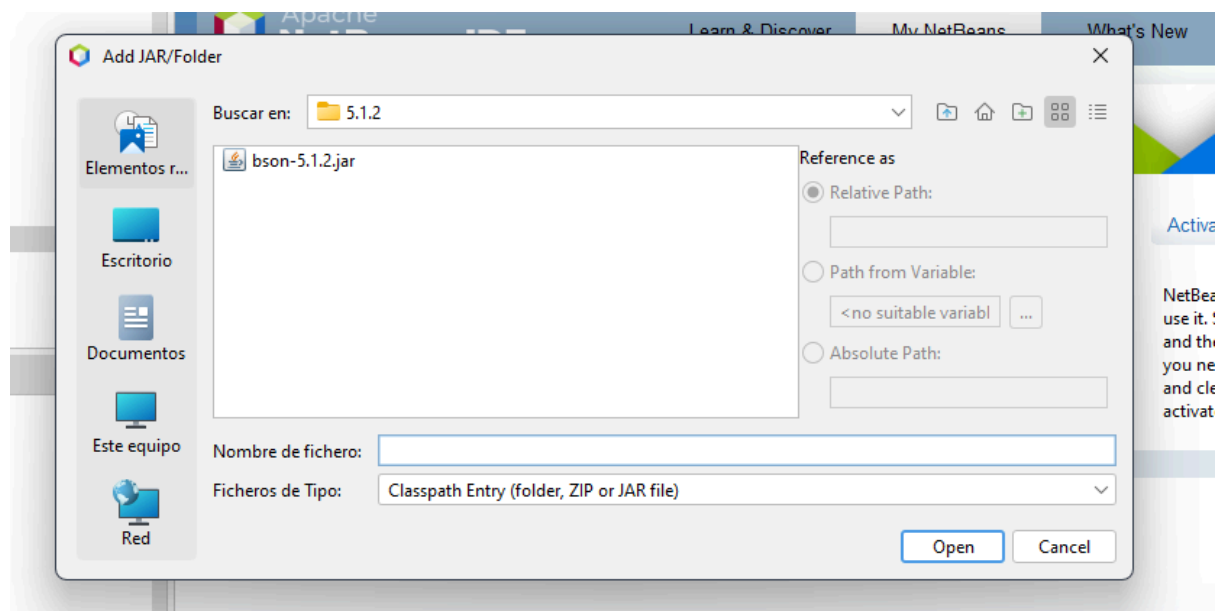 Apache
NetBeans IDE
Learn & Discover
My NetBeans
What's New
Add JAR/Folder
Buscar en:
5.1.2
Elementos r...
bson-5.1.2.jar
Reference as
Relative Path:
Escritorio
Path from Variable:
<no suitable variabl
...
Documentos
Absolute Path:
Este equipo
Nombre de fichero:
Ficheros de Tipo:
Classpath Entry (folder, ZIP or JAR file)
Red
Open
Cancel
Activa
NetBea
use it.
and the
you ne
and cle
activat